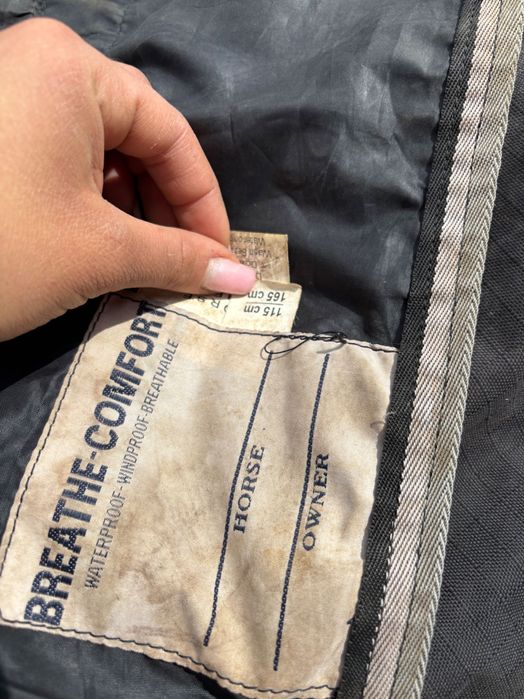 BREATHE-COMFORT
WATERPROOF-WINDPROOF-BREATHABLE
HORSE
OWNER
115 cm
165 cm